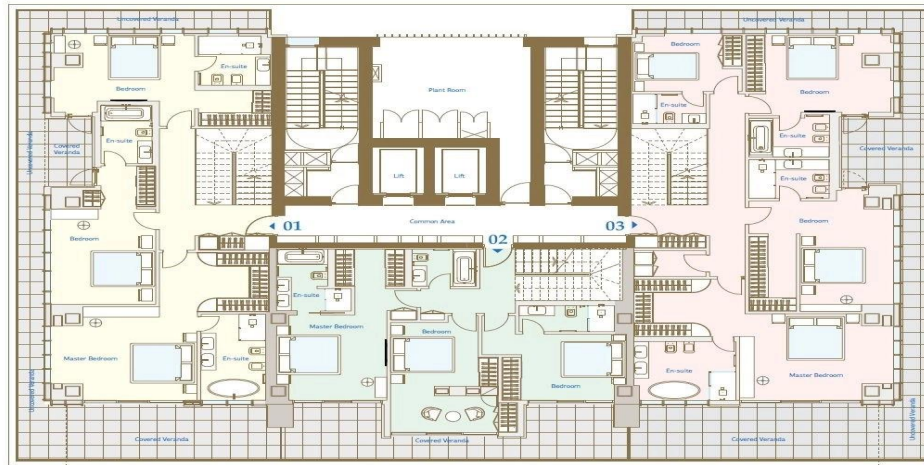 Uncovered Veranda
Uncovered Veranda
Bedroom
En-suite
Plant Room
Bedroom
En-suite
Bedroom
En-suite
Uncovered Veranda
Covered Veranda
En-suite
Covered Veranda
Uncovered Veranda
Lift
Lift
En-suite
Bedroom
Common Area
Bedroom
01
02
03
En-suite
Master Bedroom
Bedroom
Master Bedroom
En-suite
Bedroom
En-suite
Master Bedroom
Uncovered Veranda
Uncovered Veranda
Covered Veranda
Covered Veranda
Covered Veranda